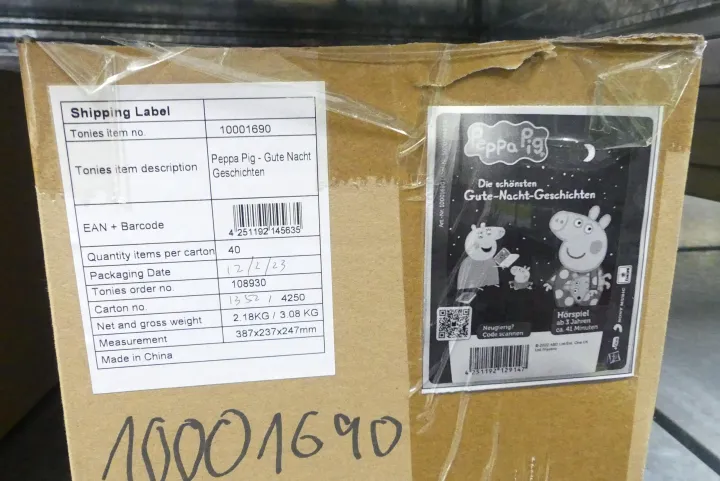 Shipping Label
Tonies item no. 10001690
Tonies item description Peppa Pig - Gute Nacht
Geschichten
EAN + Barcode
4 251192 145635
Quantity items per carton 40
Packaging Date 12/2/23
Tonies order no. 108930
Carton no. 1352 / 4250
Net and gross weight 2.18KG / 3.08 KG
Measurement 387x237x247mm
Made in China
10001690
Peppa Pig
Die schönsten
Gute-Nacht-Geschichten
Hörspiel
ab 3 Jahren
ca. 41 Minuten
Neugierig?
Code scannen
4 251192 129147